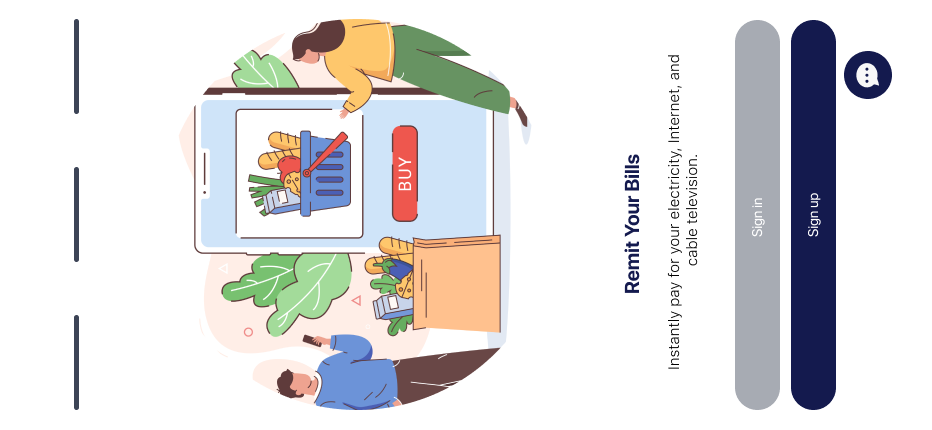 BUY
Remit Your Bills
Instantly pay for your electricity, Internet, and
cable television.
Sign in
Sign up